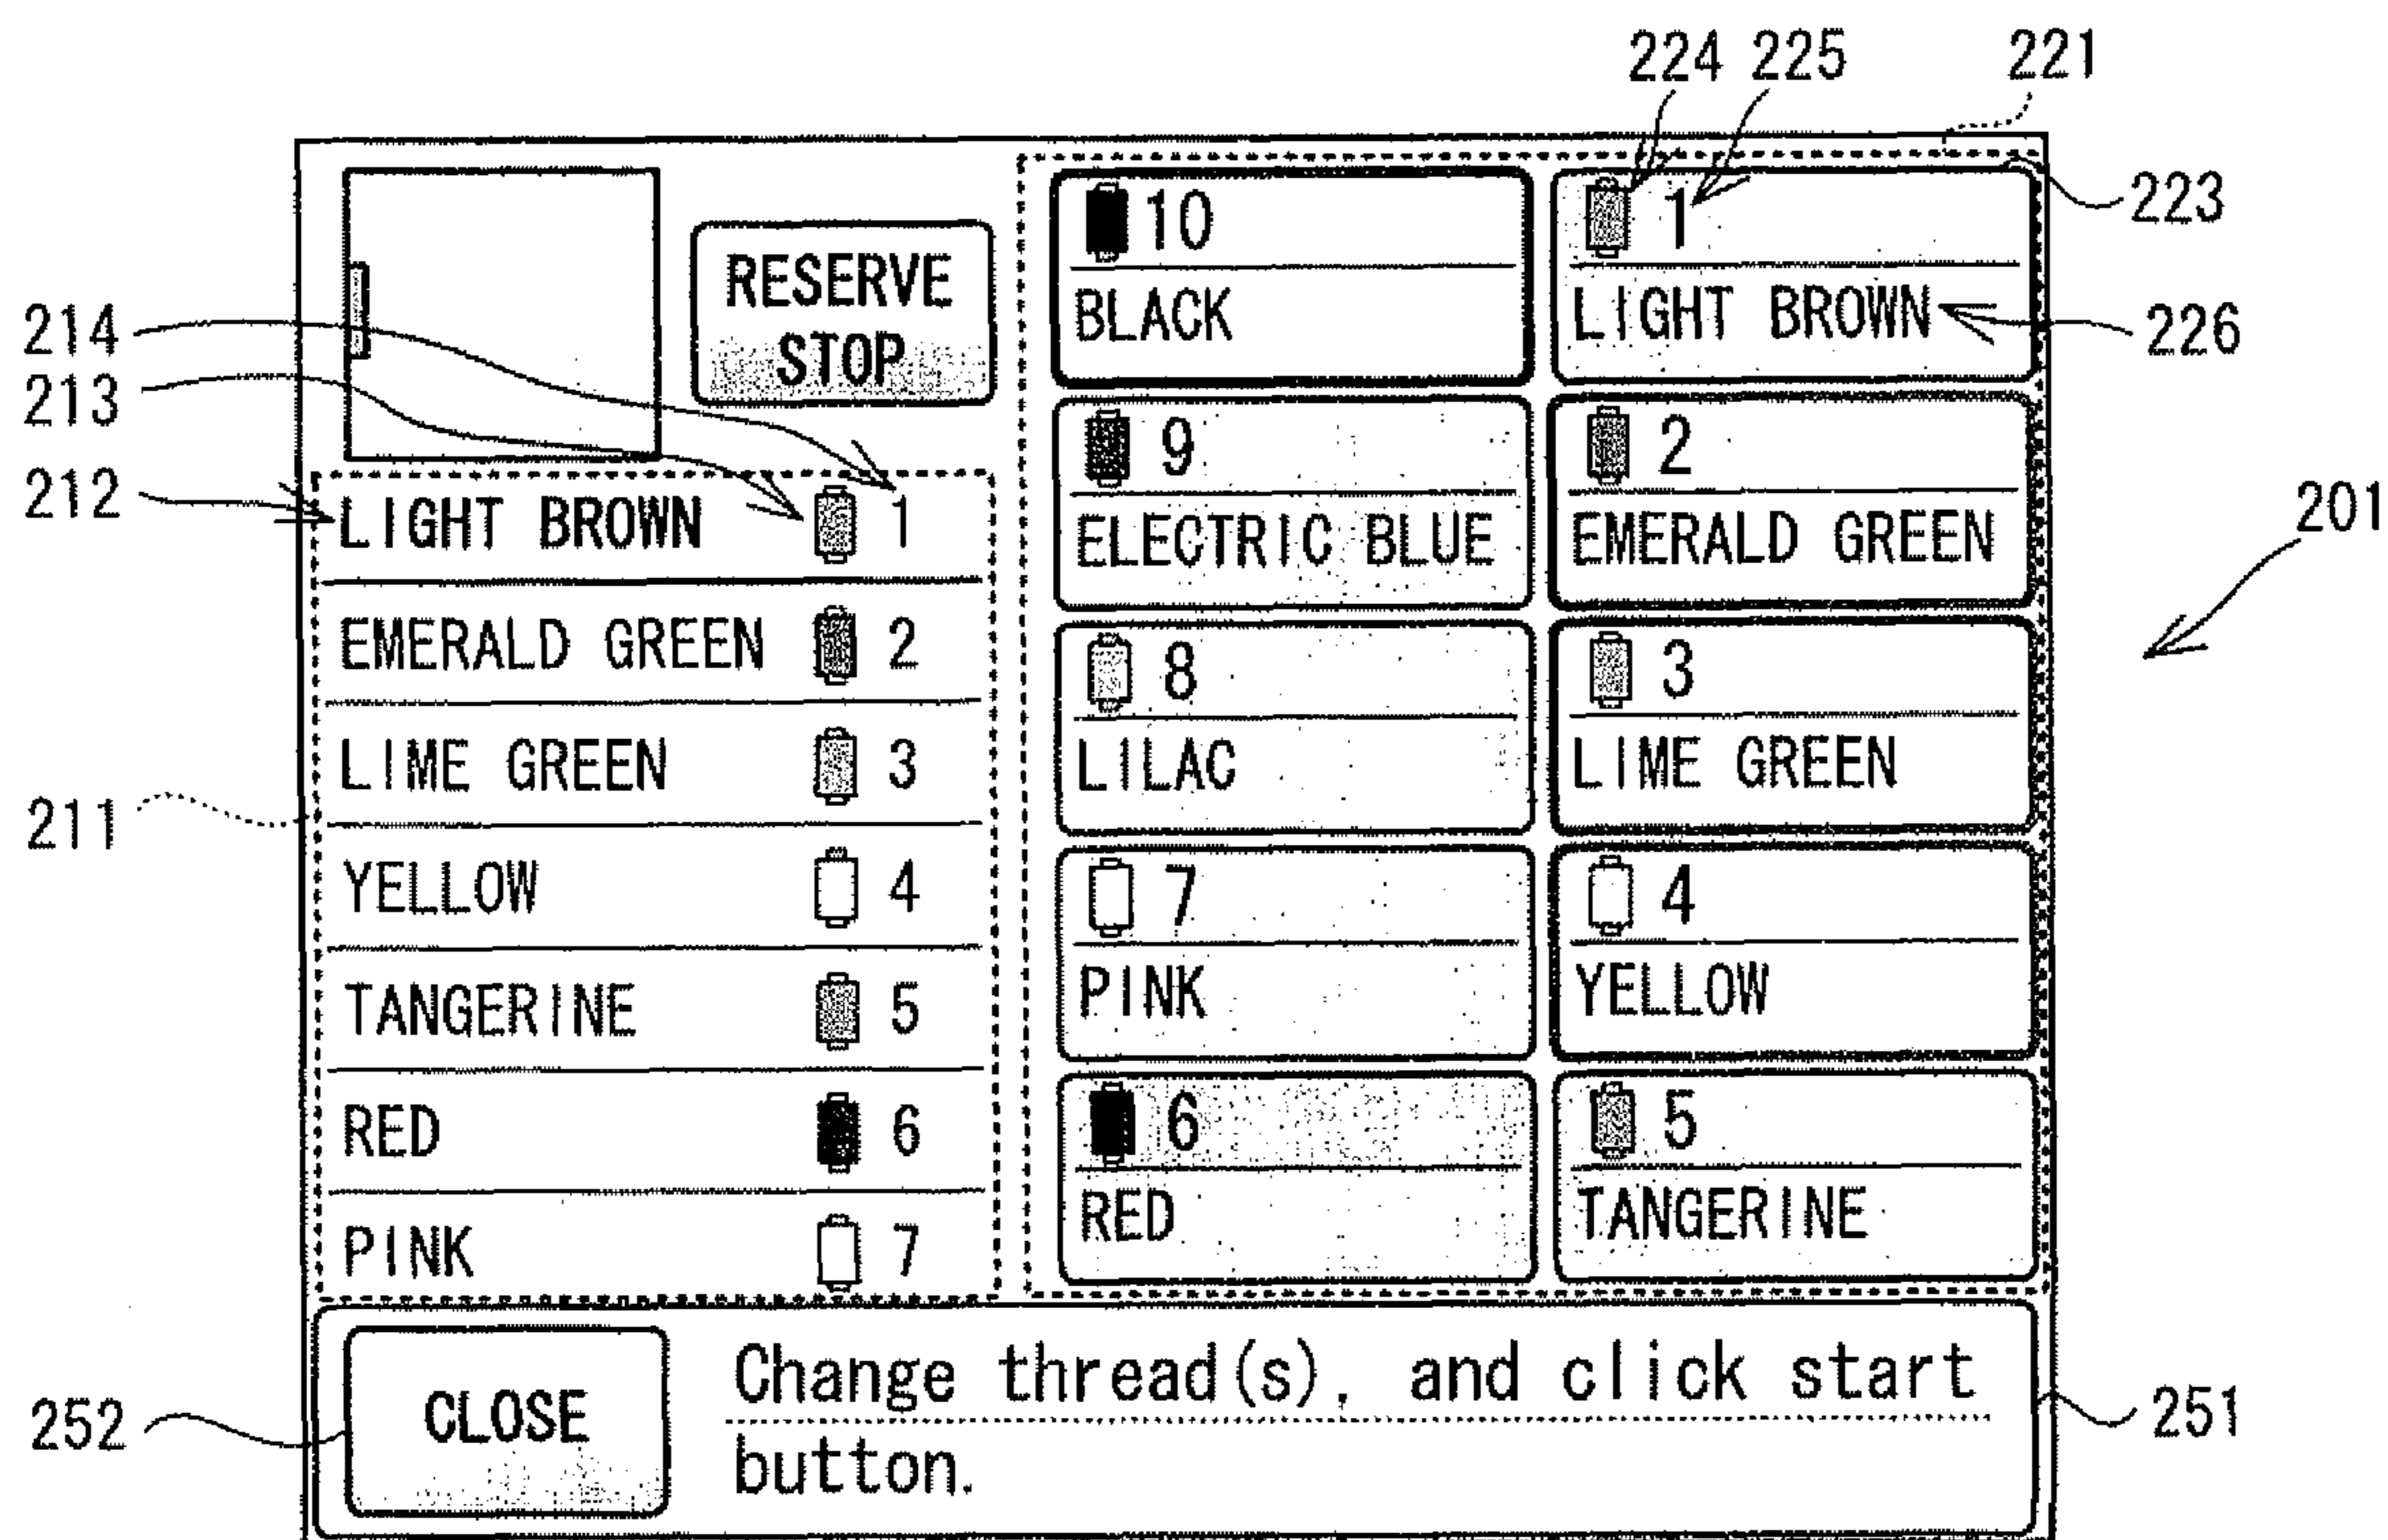 224 225 221
223
226
201
214
213
212
211
RESERVE
STOP
LIGHT BROWN 1
EMERALD GREEN 2
LIME GREEN 3
YELLOW 4
TANGERINE 5
RED 6
PINK 7
10
BLACK
1
LIGHT BROWN
9
ELECTRIC BLUE
2
EMERALD GREEN
8
LILAC
3
LIME GREEN
7
PINK
4
YELLOW
6
RED
5
TANGERINE
252
CLOSE
Change thread(s), and click start
button.
251